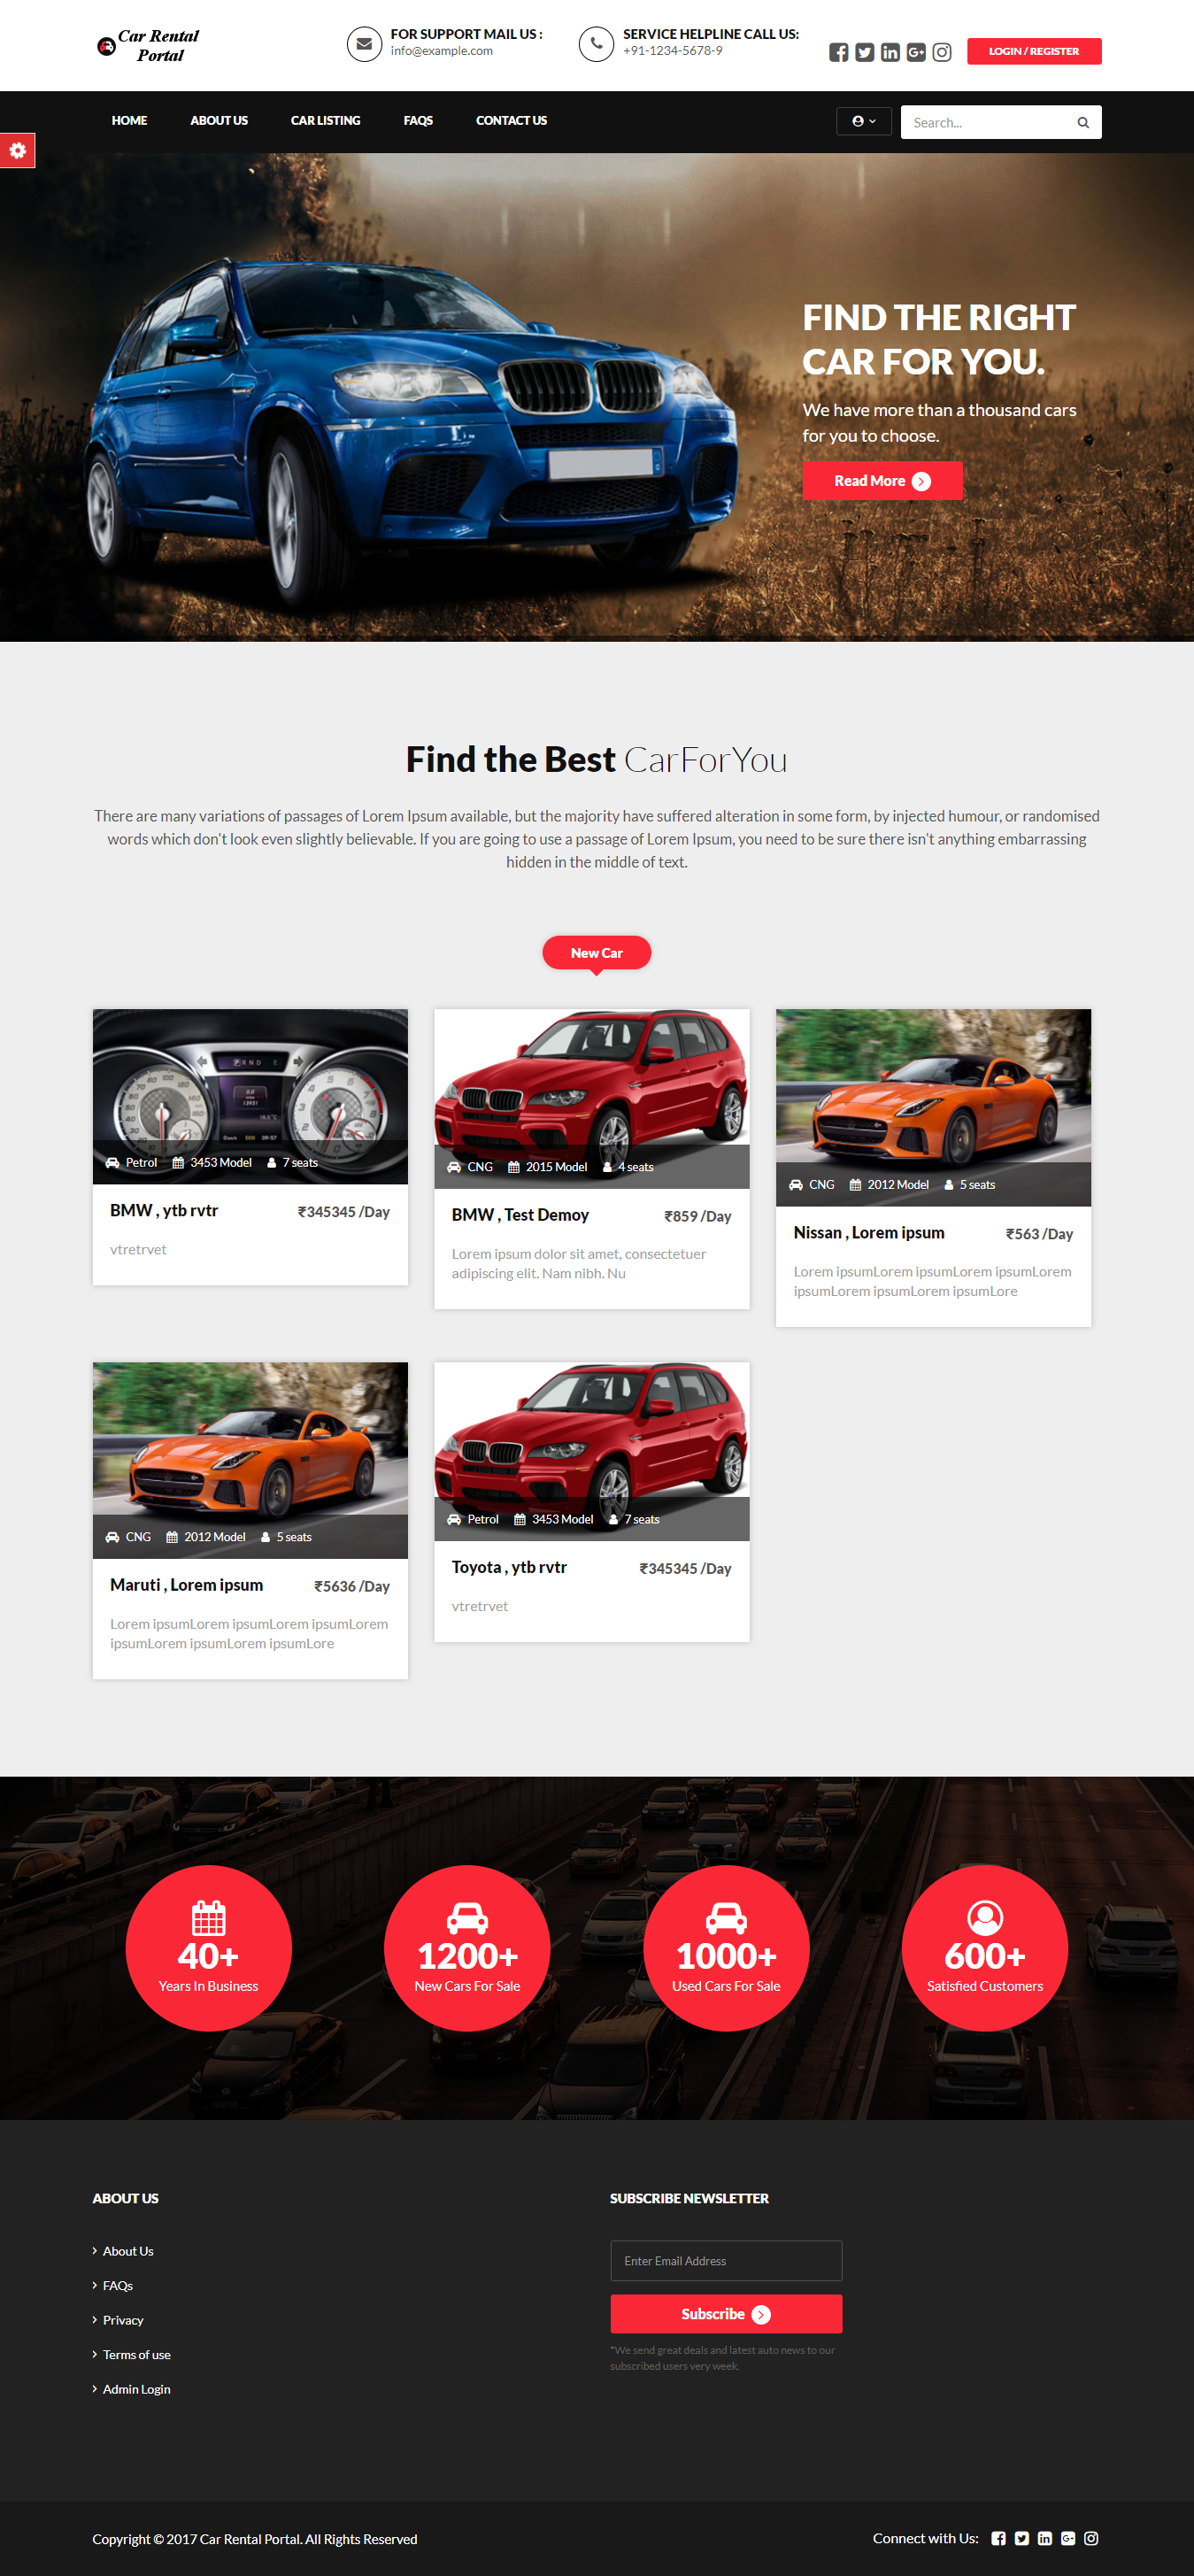 Car Rental
Portal
FOR SUPPORT MAIL US :
info@example.com
SERVICE HELPLINE CALL US:
+91-1234-5678-9
LOGIN / REGISTER
HOME
ABOUT US
CAR LISTING
FAQS
CONTACT US
Search...
FIND THE RIGHT
CAR FOR YOU.
We have more than a thousand cars
for you to choose.
Read More
Find the Best CarForYou
There are many variations of passages of Lorem Ipsum available, but the majority have suffered alteration in some form, by injected humour, or randomised
words which don't look even slightly believable. If you are going to use a passage of Lorem Ipsum, you need to be sure there isn't anything embarrassing
hidden in the middle of text.
New Car
Petrol 3453 Model 7 seats
BMW , ytb rvtr ₹345345 /Day
vtretrvet
CNG 2015 Model 4 seats
BMW , Test Demoy ₹859 /Day
Lorem ipsum dolor sit amet, consectetuer
adipiscing elit. Nam nibh. Nu
CNG 2012 Model 5 seats
Nissan , Lorem ipsum ₹563 /Day
Lorem ipsumLorem ipsumLorem ipsumLorem
ipsumLorem ipsumLorem ipsumLore
CNG 2012 Model 5 seats
Maruti , Lorem ipsum ₹5636 /Day
Lorem ipsumLorem ipsumLorem ipsumLorem
ipsumLorem ipsumLorem ipsumLore
Petrol 3453 Model 7 seats
Toyota , ytb rvtr ₹345345 /Day
vtretrvet
40+
Years In Business
1200+
New Cars For Sale
1000+
Used Cars For Sale
600+
Satisfied Customers
ABOUT US
About Us
FAQs
Privacy
Terms of use
Admin Login
SUBSCRIBE NEWSLETTER
Enter Email Address
Subscribe
*We send great deals and latest auto news to our
subscribed users very week.
Copyright © 2017 Car Rental Portal. All Rights Reserved
Connect with Us: